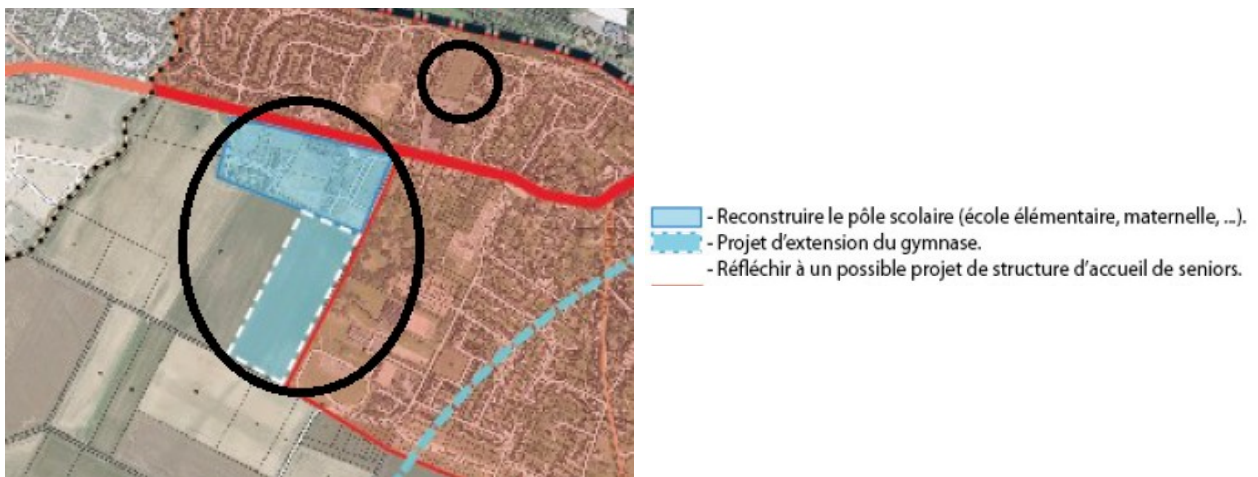 - Reconstruire le pôle scolaire (école élémentaire, maternelle, ...).
- Projet d'extension du gymnase.
- Réfléchir à un possible projet de structure d'accueil de seniors.